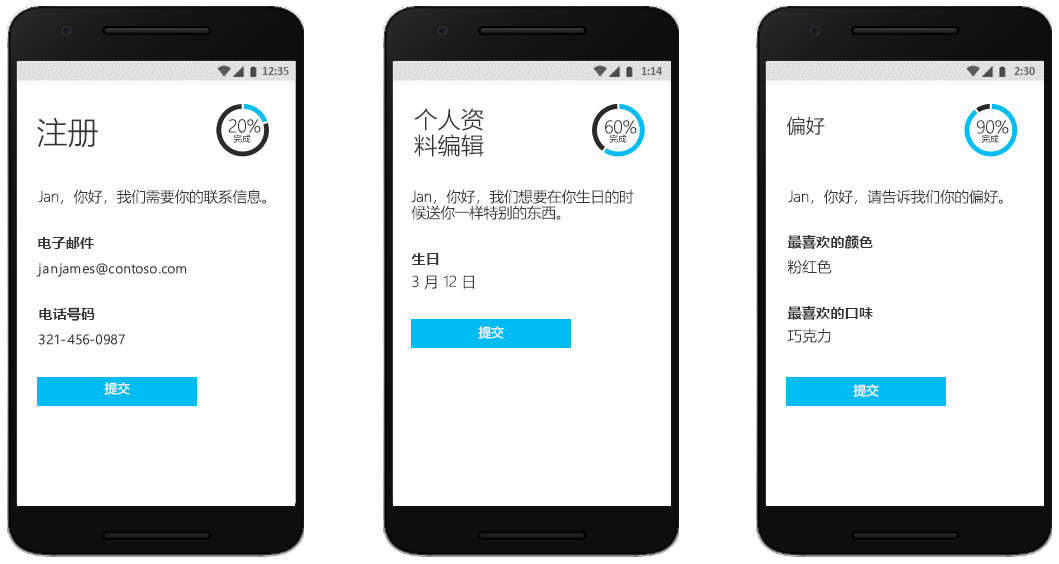 12:35
注册
20%
完成
Jan，你好，我们需要你的联系信息。
电子邮件
janjames@contoso.com
电话号码
321-456-0987
提交
1:14
个人资
料编辑
60%
完成
Jan，你好，我们想要在你生日的时
候送你一样特别的东西。
生日
3 月 12 日
提交
2:30
偏好
90%
完成
Jan，你好，请告诉我们你的偏好。
最喜欢的颜色
粉红色
最喜欢的口味
巧克力
提交